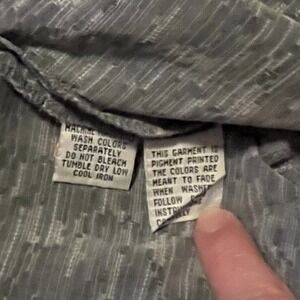 MACHINE
WASH COLORS
SEPARATELY
DO NOT BLEACH
TUMBLE DRY LOW
COOL IRON
THIS GARMENT IS
PIGMENT PRINTED
THE COLORS ARE
MEANT TO FADE
WHEN WASHE
FOLLOW